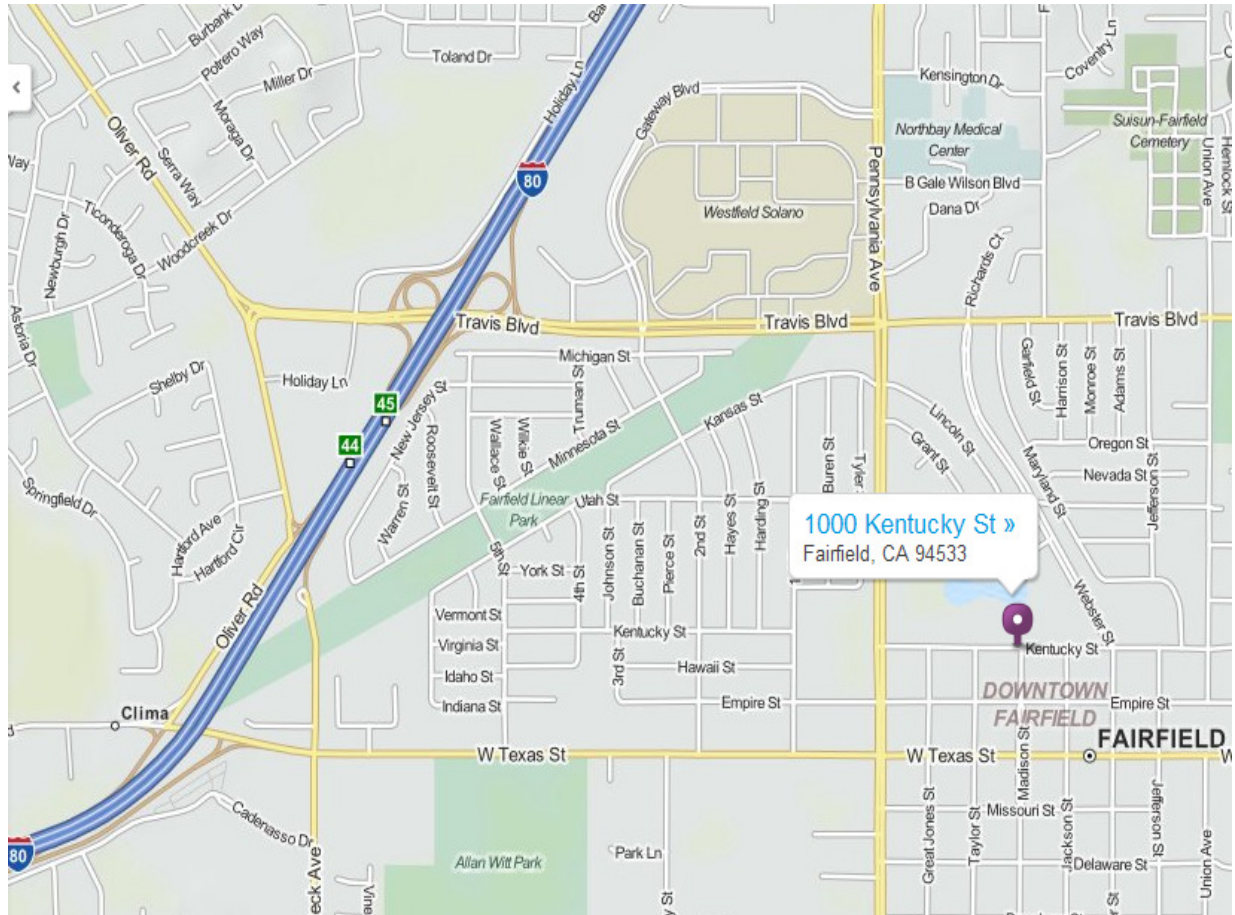 Burbank Dr
Potrero Way
Miller Dr
Toland Dr
Holiday Ln
Gateway Blvd
Kensington Dr
Coventry Ln
Oliver Rd
Moraga Dr
Serra Way
80
Northbay Medical
Center
Suisun-Fairfield
Cemetery
Union Ave
Hemlock St
Pennsylvania Ave
B Gale Wilson Blvd
Dana Dr
Westfield Solano
Newburgh Dr
Ticonderoga Dr
Woodcreek Dr
Richards Ct
Astoria Dr
Travis Blvd
Travis Blvd
Travis Blvd
Michigan St
Shelby Dr
Holiday Ln
Truman St
Garfield St
Harrison St
Monroe St
Adams St
45
New Jersey St
Kansas St
Lincoln St
44
Roosevelt St
Wallace St
Wilkie St
Minnesota St
Grant St
Maryland St
Oregon St
Nevada St
Jefferson St
Springfield Dr
Hartford Ave
Hartford Cir
Warren St
Fairfield Linear
Park
Utah St
2nd St
Hayes St
Harding St
Buren St
Tyler
1000 Kentucky St »
Fairfield, CA 94533
5th St
York St
4th St
Johnson St
Buchanan St
Pierce St
Webster St
Oliver Rd
Vermont St
Virginia St
Kentucky St
Kentucky St
Idaho St
Hawaii St
3rd St
Indiana St
Empire St
DOWNTOWN
FAIRFIELD
Empire St
Clima
W Texas St
W Texas St
FAIRFIELD
Madison St
Missouri St
Great Jones St
Taylor St
Jackson St
Jefferson St
Union Ave
Delaware St
Cadenasso Dr
80
Allan Witt Park
Park Ln
eck Ave